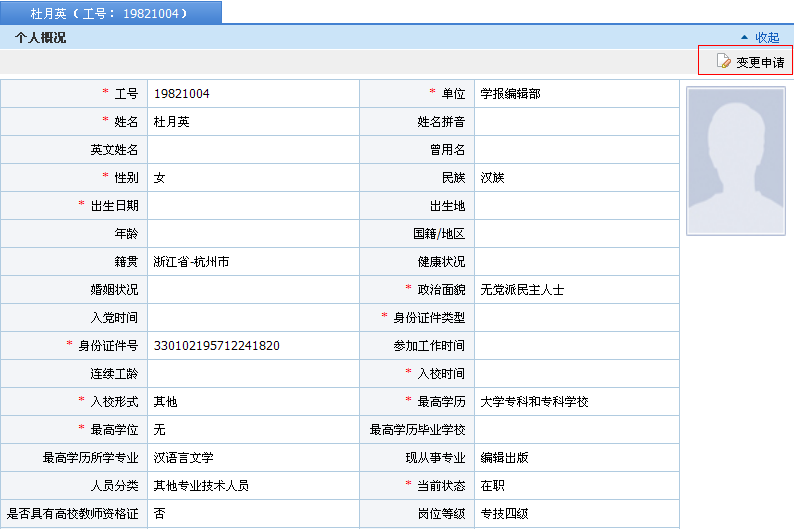 杜月英（工号：19821004）
个人概况 收起
变更申请
* 工号 19821004 * 单位 学报编辑部
* 姓名 杜月英 姓名拼音
英文姓名 曾用名
* 性别 女 民族 汉族
* 出生日期 出生地
年龄 国籍/地区
籍贯 浙江省-杭州市 健康状况
婚姻状况 * 政治面貌 无党派民主人士
入党时间 * 身份证件类型
* 身份证件号 330102195712241820 参加工作时间
连续工龄 * 入校时间
* 入校形式 其他 * 最高学历 大学专科和专科学校
* 最高学位 无 最高学历毕业学校
最高学历所学专业 汉语言文学 现从事专业 编辑出版
人员分类 其他专业技术人员 * 当前状态 在职
是否具有高校教师资格证 否 岗位等级 专技四级